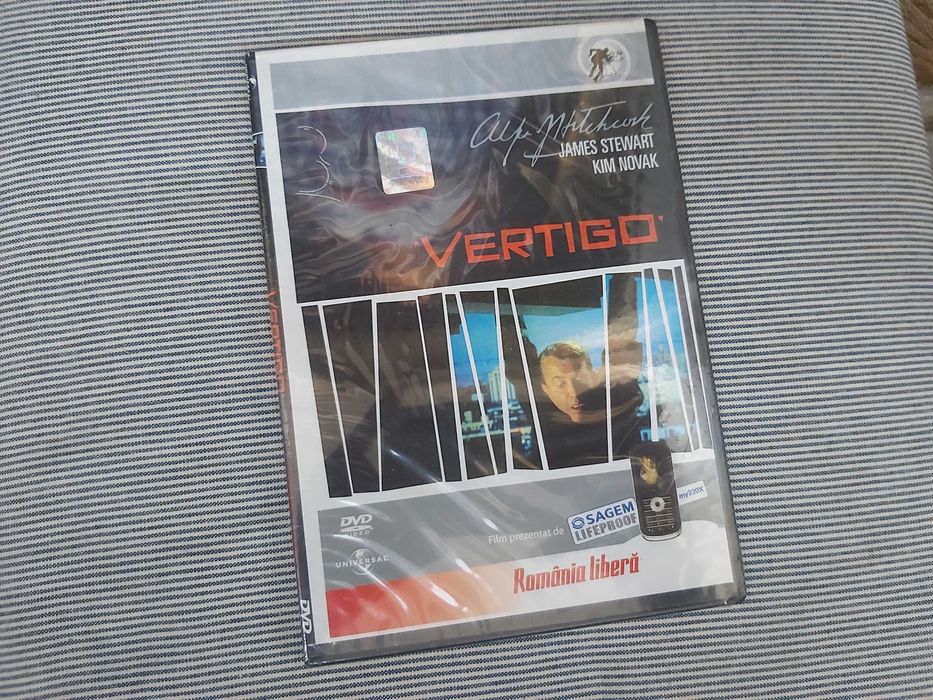 Alfred Hitchcock
JAMES STEWART
KIM NOVAK
'VERTIGO'
VERTIGO
DVD
VIDEO
UNIVERSAL
Film prezentat de
SAGEM
LIFEPROOF
my220X
România liberă
DVD